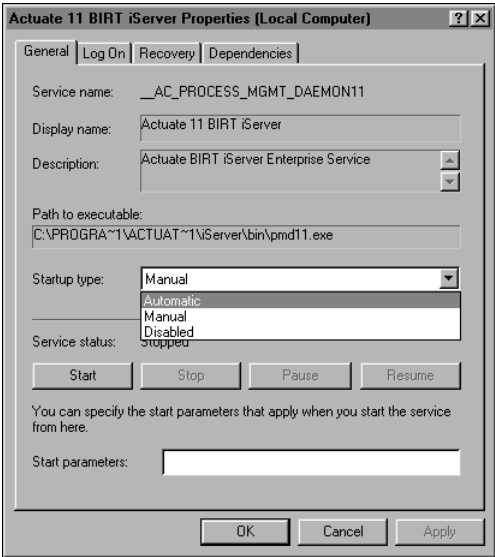 Actuate 11 BIRT iServer Properties (Local Computer)
General Log On Recovery Dependencies
Service name: __AC_PROCESS_MGMT_DAEMON11
Display name: Actuate 11 BIRT iServer
Description: Actuate BIRT iServer Enterprise Service
Path to executable:
C:\PROGRA~1\ACTUAT~1\iServer\bin\pmd11.exe
Startup type: Manual
Automatic
Manual
Disabled
Service status: Stopped
Start Stop Pause Resume
You can specify the start parameters that apply when you start the service
from here.
Start parameters:
OK Cancel Apply